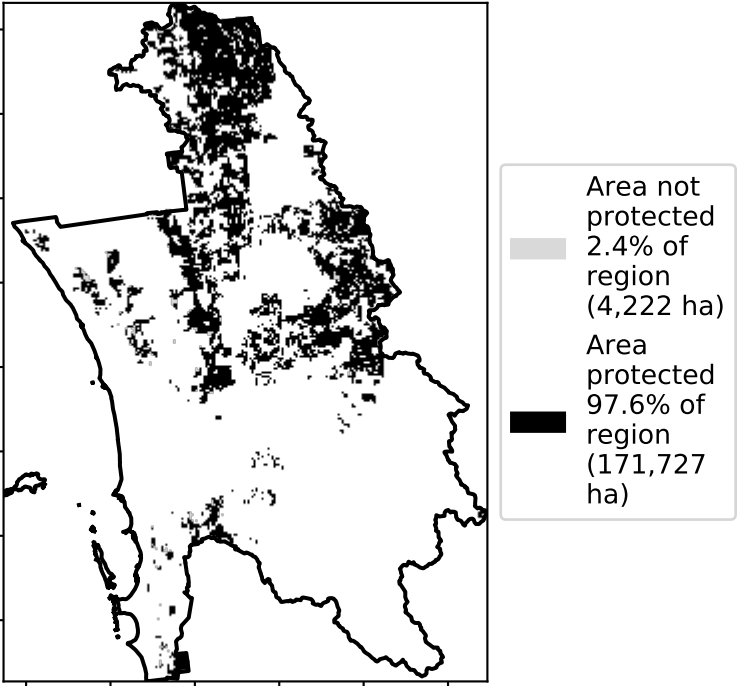 Area not
protected
2.4% of
region
(4,222 ha)
Area
protected
97.6% of
region
(171,727
ha)